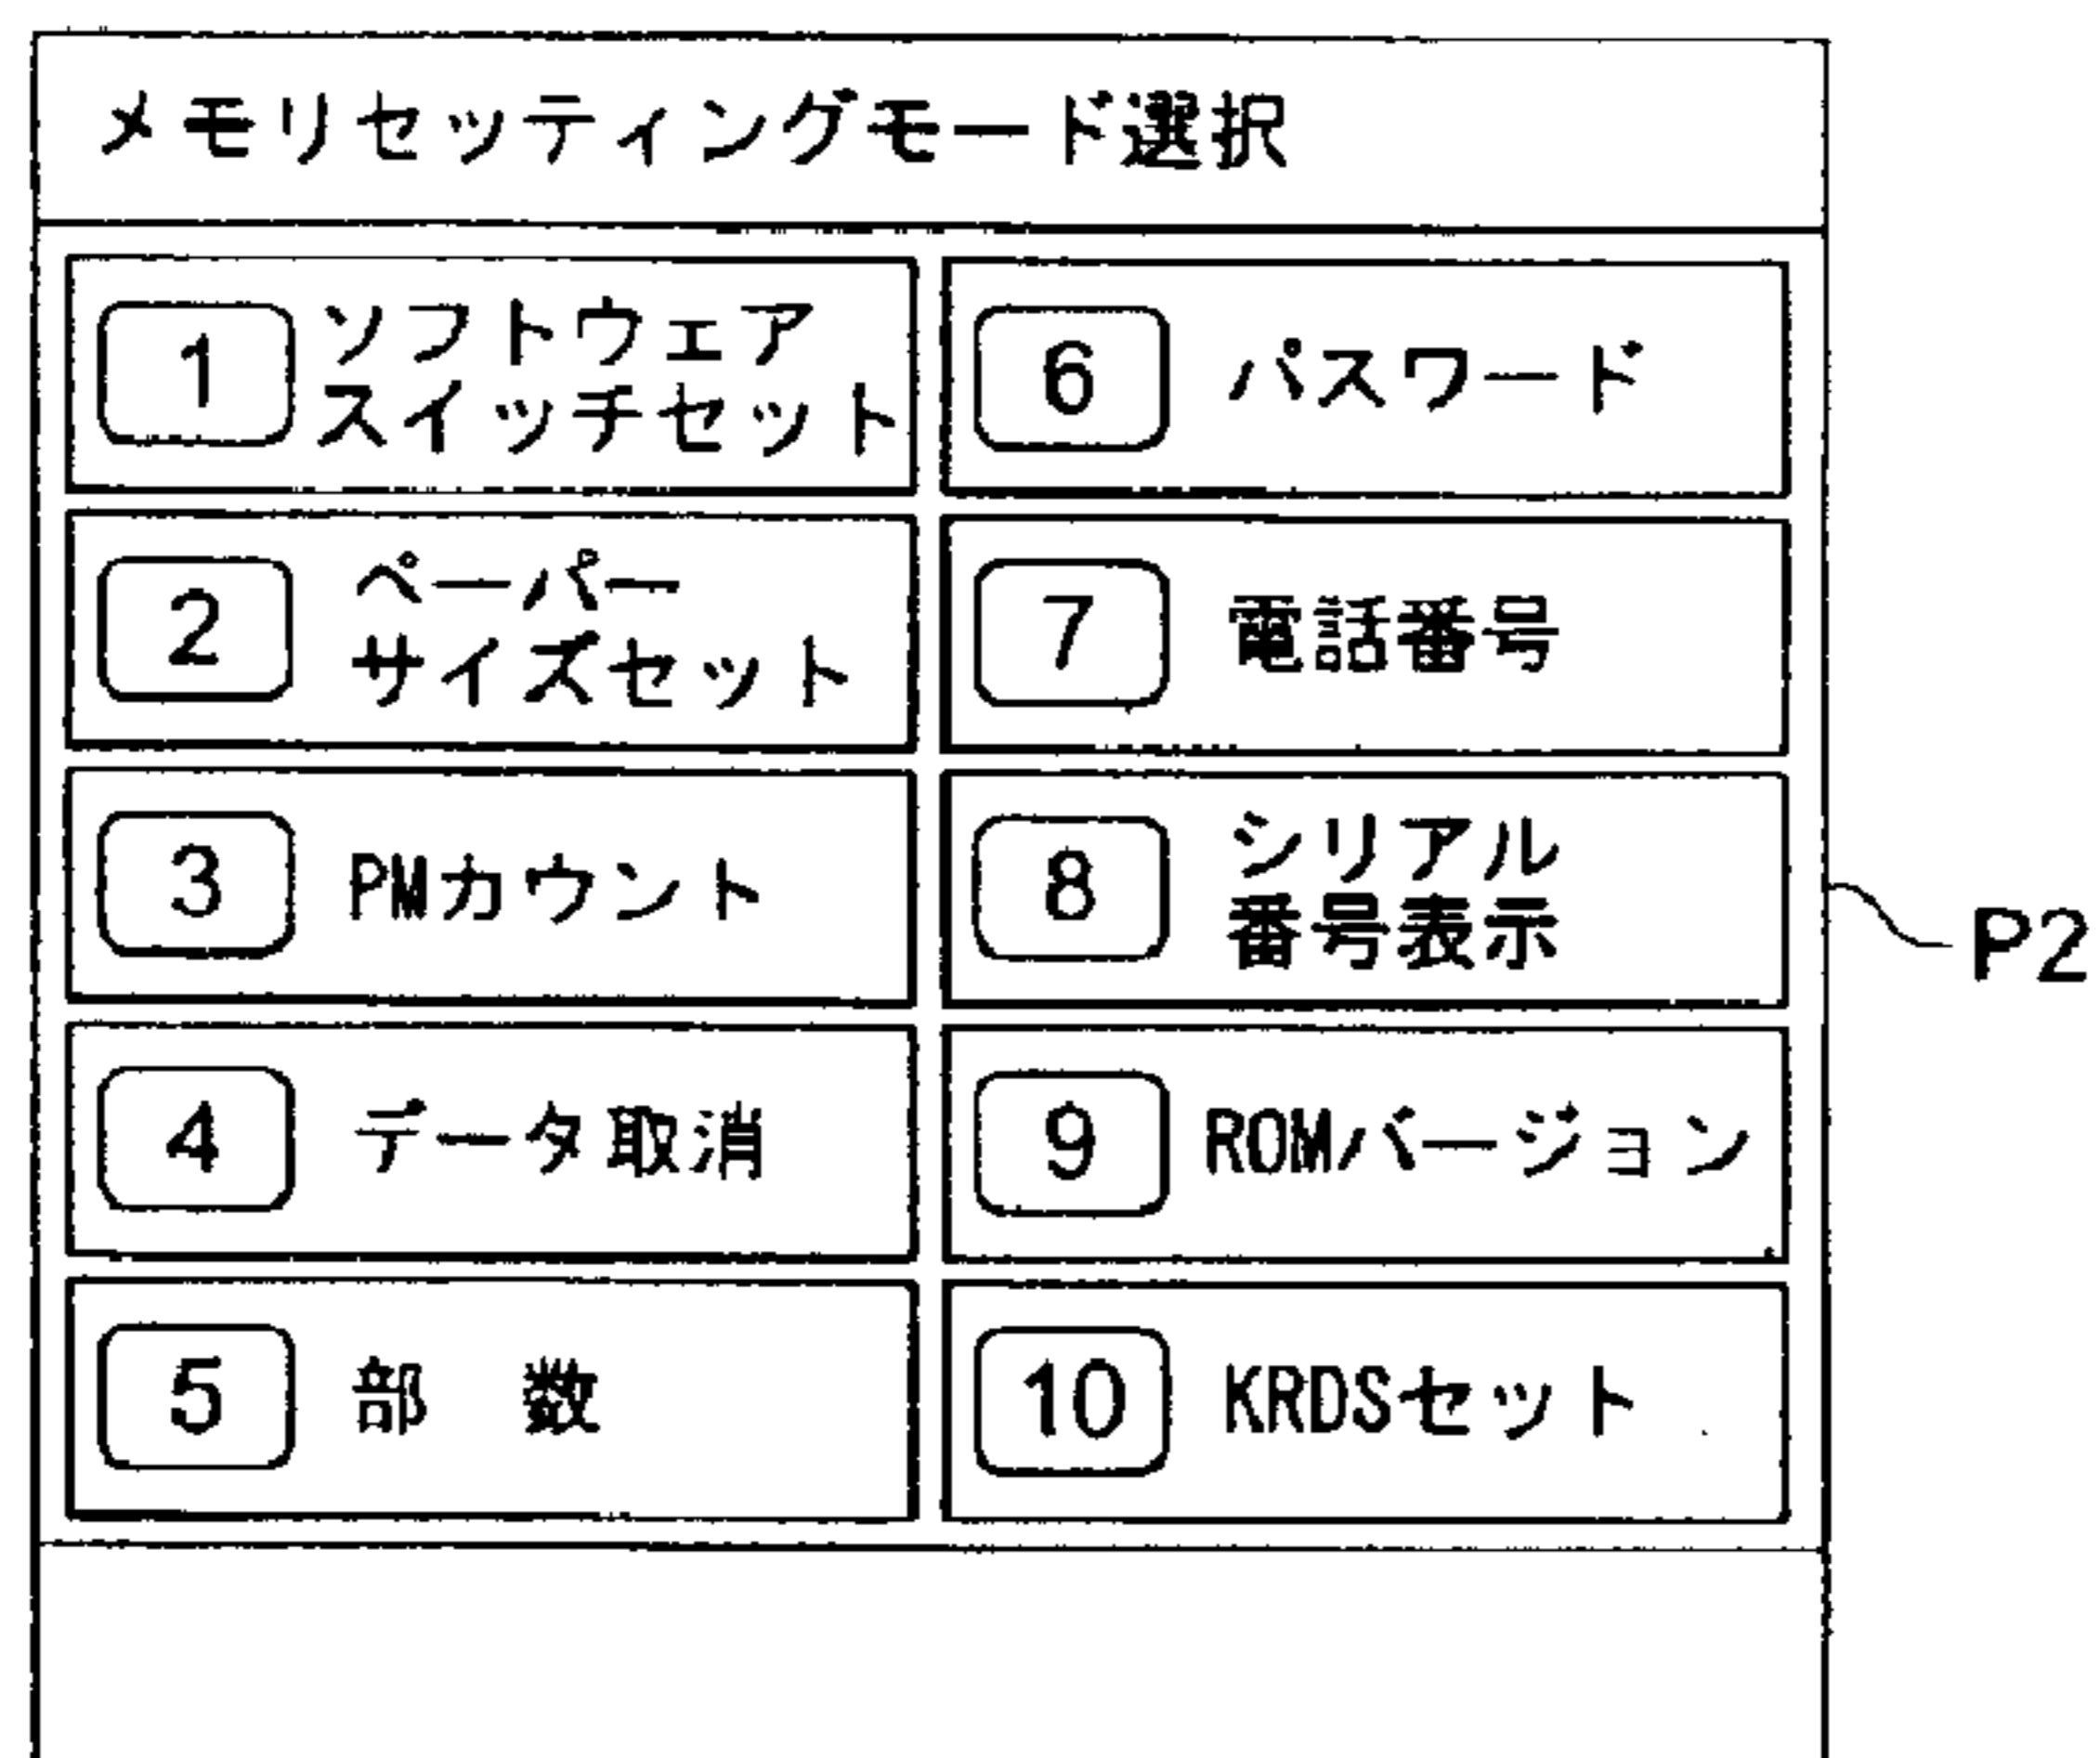 メモリセッティングモード選択
1 ソフトウェア
スイッチセット
2 ペーパー
サイズセット
3 PMカウント
4 データ取消
5 部　数
6 パスワード
7 電話番号
8 シリアル
番号表示
9 ROMバージョン
10 KRDSセット
P2